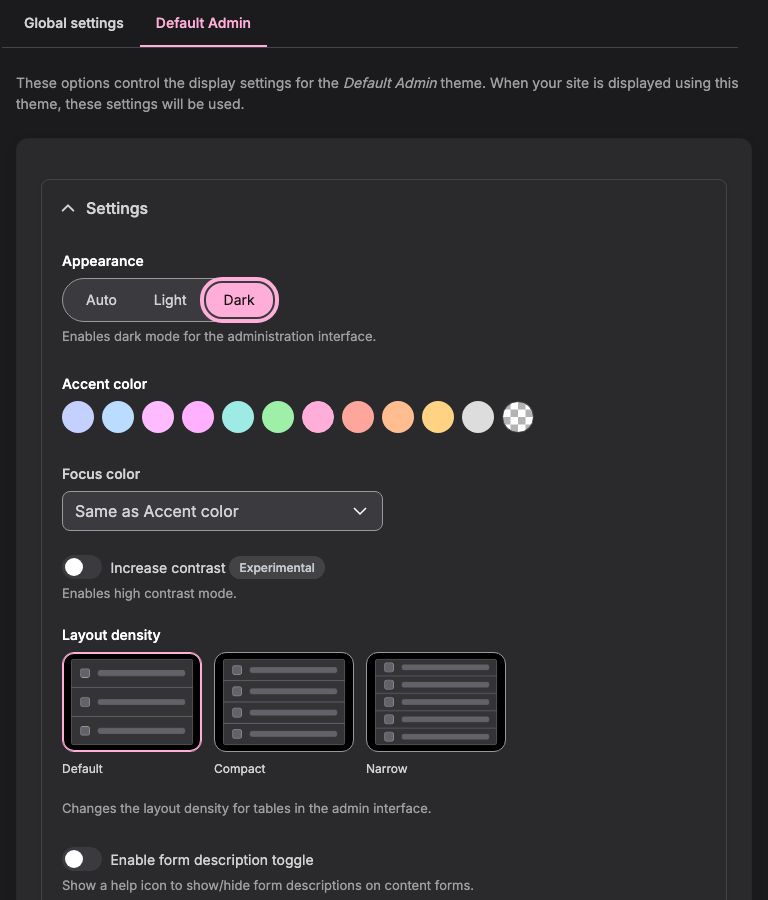 Global settings
Default Admin
These options control the display settings for the Default Admin theme. When your site is displayed using this
theme, these settings will be used.
Settings
Appearance
Auto
Light
Dark
Enables dark mode for the administration interface.
Accent color
Focus color
Same as Accent color
Increase contrast
Experimental
Enables high contrast mode.
Layout density
Default
Compact
Narrow
Changes the layout density for tables in the admin interface.
Enable form description toggle
Show a help icon to show/hide form descriptions on content forms.